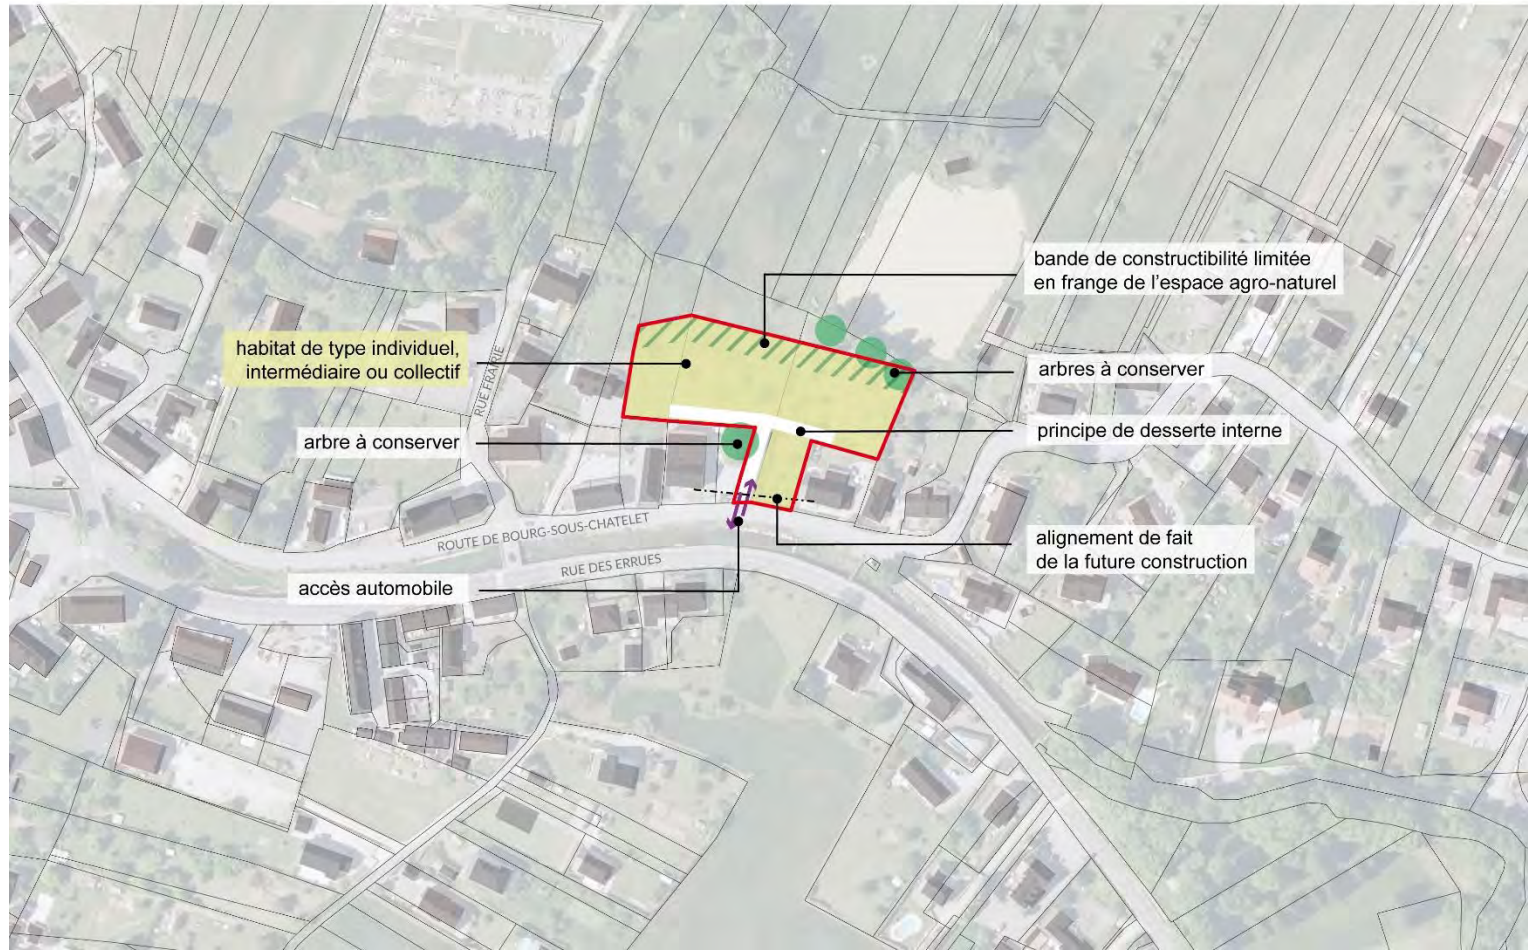 bande de constructibilité limitée
en frange de l'espace agro-naturel
habitat de type individuel,
intermédiaire ou collectif
arbres à conserver
RUE FRAIRIE
arbre à conserver
principe de desserte interne
ROUTE DE BOURG-SOUS-CHATELET
alignement de fait
de la future construction
RUE DES ERRUES
accès automobile